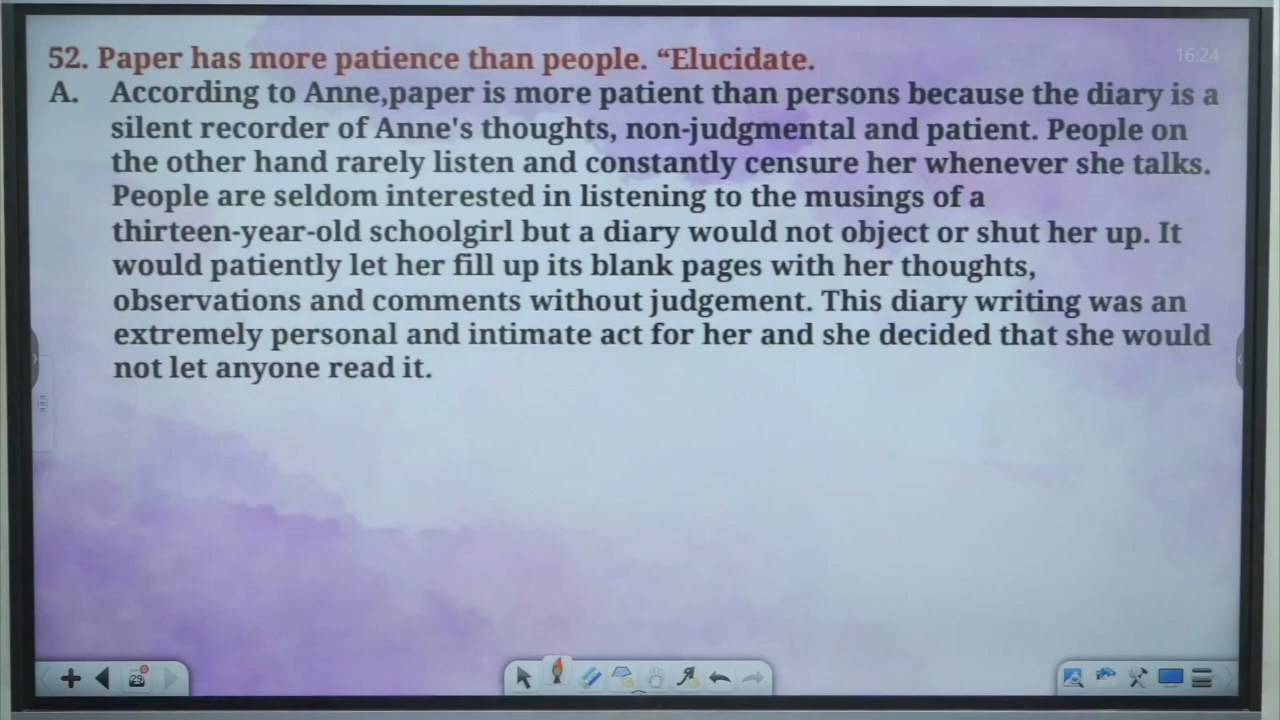 52. Paper has more patience than people. “Elucidate.
16:24
A. According to Anne,paper is more patient than persons because the diary is a
silent recorder of Anne's thoughts, non-judgmental and patient. People on
the other hand rarely listen and constantly censure her whenever she talks.
People are seldom interested in listening to the musings of a
thirteen-year-old schoolgirl but a diary would not object or shut her up. It
would patiently let her fill up its blank pages with her thoughts,
observations and comments without judgement. This diary writing was an
extremely personal and intimate act for her and she decided that she would
not let anyone read it.
29